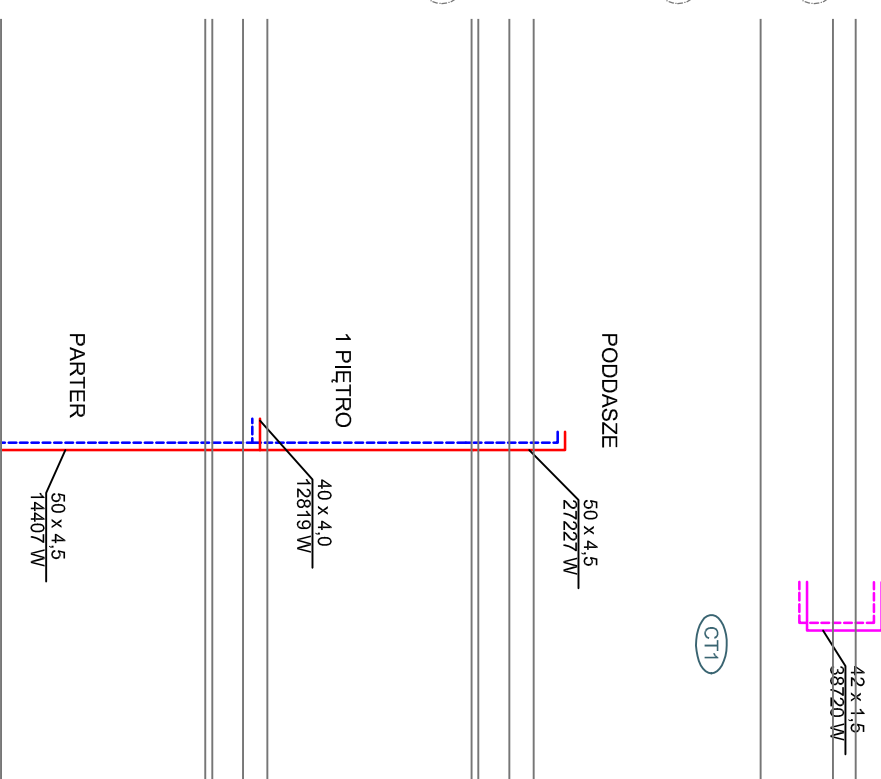 42 x 1,5
38720 W
PODDASZE
50 x 4,5
27227 W
CT1
1 PIĘTRO
40 x 4,0
12819 W
PARTER
50 x 4,5
14407 W